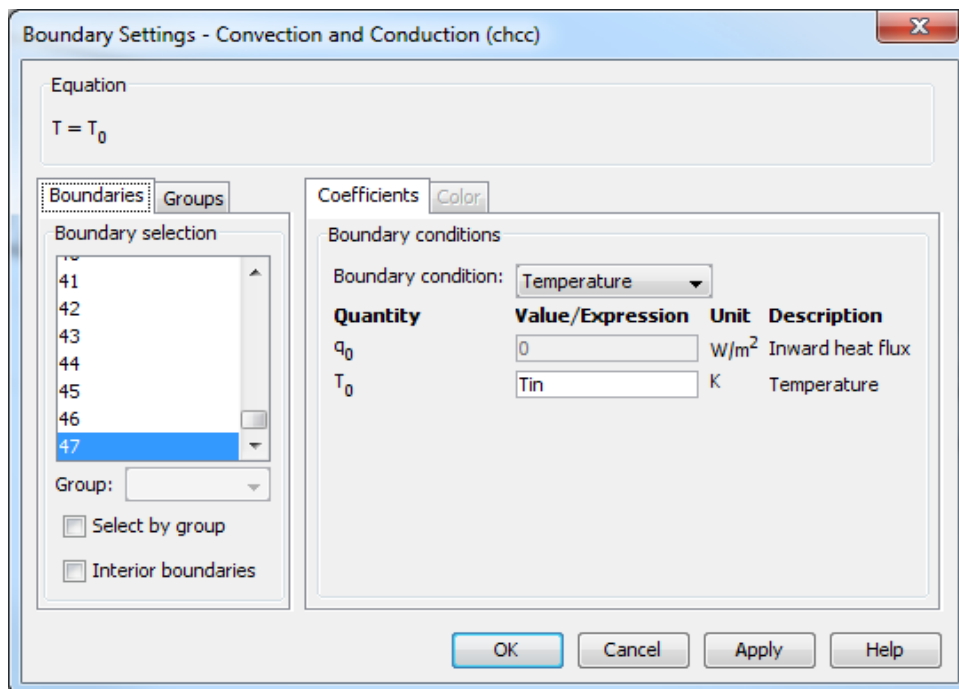 Boundary Settings - Convection and Conduction (chcc)
Equation
T = T0
Boundaries Groups
Boundary selection
41
42
43
44
45
46
47
Group:
Select by group
Interior boundaries
Coefficients Color
Boundary conditions
Boundary condition: Temperature
Quantity Value/Expression Unit Description
q0 0 W/m2 Inward heat flux
T0 Tin K Temperature
OK Cancel Apply Help